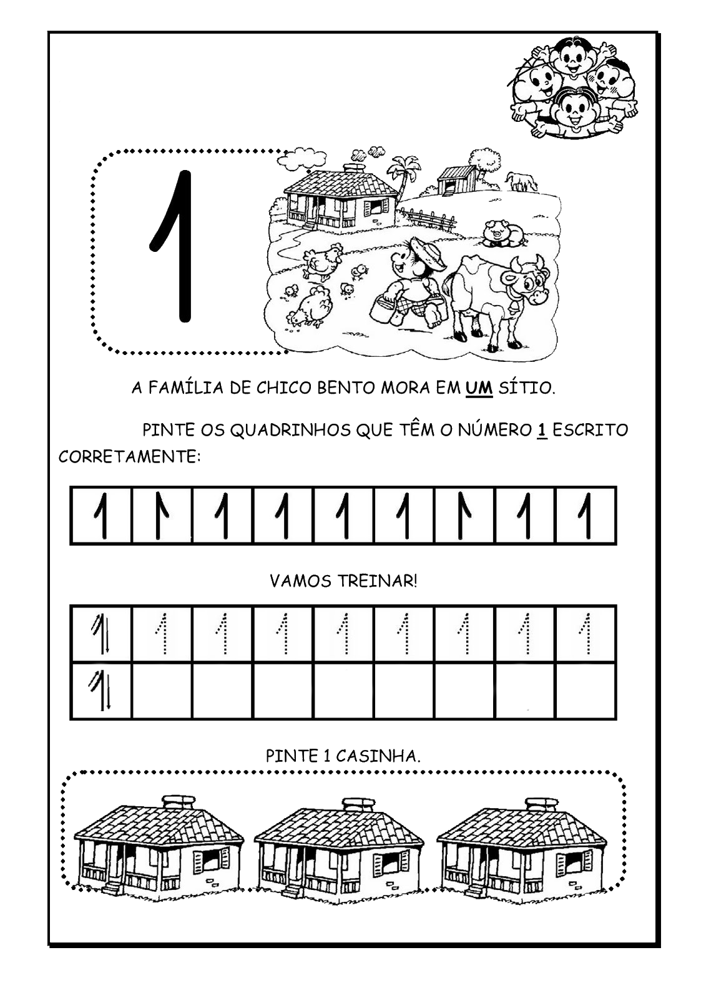 1
A FAMÍLIA DE CHICO BENTO MORA EM UM SÍTIO.
PINTE OS QUADRINHOS QUE TÊM O NÚMERO 1 ESCRITO
CORRETAMENTE:
1 1 1 1 1 1 1 1 1
VAMOS TREINAR!
1 1 1 1 1 1 1 1 1
1
PINTE 1 CASINHA.